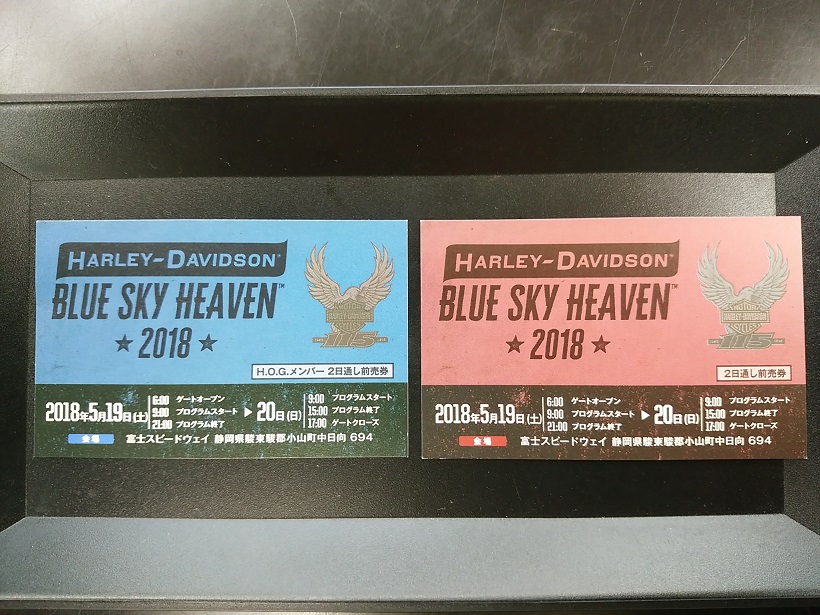 HARLEY-DAVIDSON
BLUE SKY HEAVEN™
★ 2018 ★
115
H.O.G.メンバー 2日通し前売券
2018年5月19日(土)
6:00 ゲートオープン
9:00 プログラムスタート
21:00 プログラム終了
▶ 20日(日)
9:00 プログラムスタート
15:00 プログラム終了
17:00 ゲートクローズ
会場 富士スピードウェイ 静岡県駿東郡小山町中日向 694
HARLEY-DAVIDSON
BLUE SKY HEAVEN™
★ 2018 ★
MOTOR
HARLEY-DAVIDSON
CYCLES
115
2日通し前売券
2018年5月19日(土)
6:00 ゲートオープン
9:00 プログラムスタート
21:00 プログラム終了
▶ 20日(日)
9:00 プログラムスタート
15:00 プログラム終了
17:00 ゲートクローズ
会場 富士スピードウェイ 静岡県駿東郡小山町中日向 694